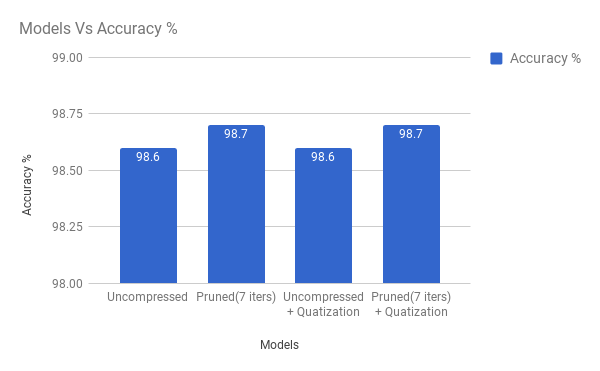 Models Vs Accuracy %
Accuracy %
99.00
98.75
98.50
98.25
98.00
Accuracy %
98.6
98.7
98.6
98.7
Uncompressed
Pruned(7 iters)
Uncompressed
+ Quatization
Pruned(7 iters)
+ Quatization
Models